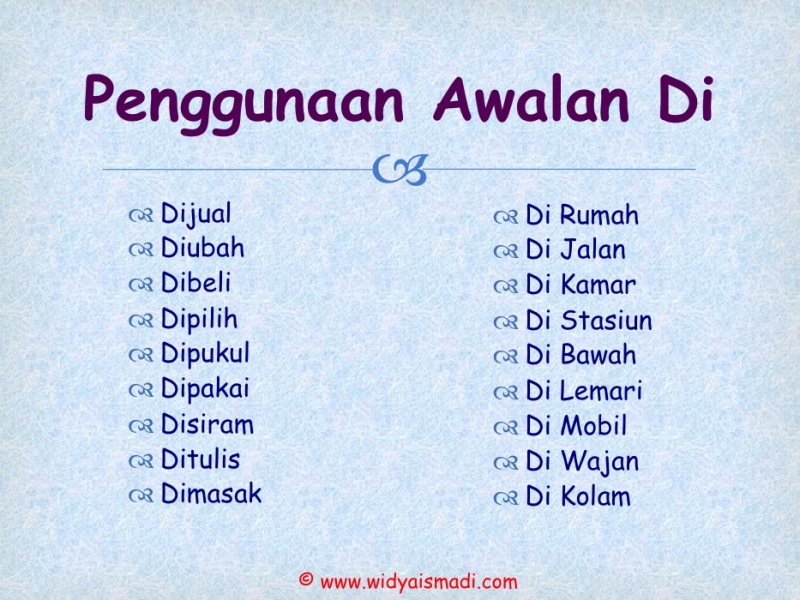 Penggunaan Awalan Di
Dijual
Diubah
Dibeli
Dipilih
Dipukul
Dipakai
Disiram
Ditulis
Dimasak
Di Rumah
Di Jalan
Di Kamar
Di Stasiun
Di Bawah
Di Lemari
Di Mobil
Di Wajan
Di Kolam
© www.widyaismadi.com